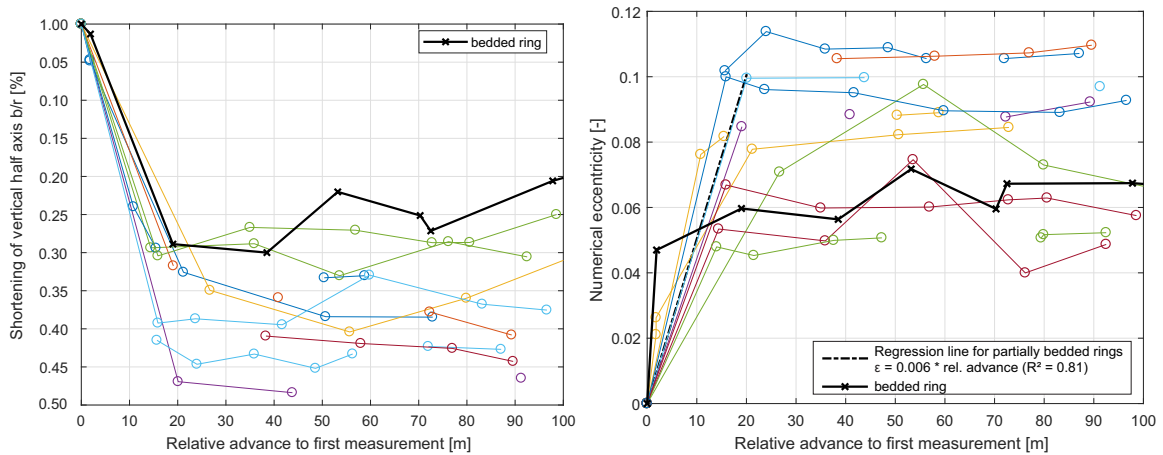 1.00
0.05
0.10
0.15
0.20
0.25
0.30
0.35
0.40
0.45
0.50
Shortening of vertical half axis b/r [%]
bedded ring
0 10 20 30 40 50 60 70 80 90 100
Relative advance to first measurement [m]
0.12
0.1
0.08
0.06
0.04
0.02
0
Numerical eccentricity [-]
Regression line for partially bedded rings
ε = 0.006 * rel. advance (R² = 0.81)
bedded ring
0 10 20 30 40 50 60 70 80 90 100
Relative advance to first measurement [m]